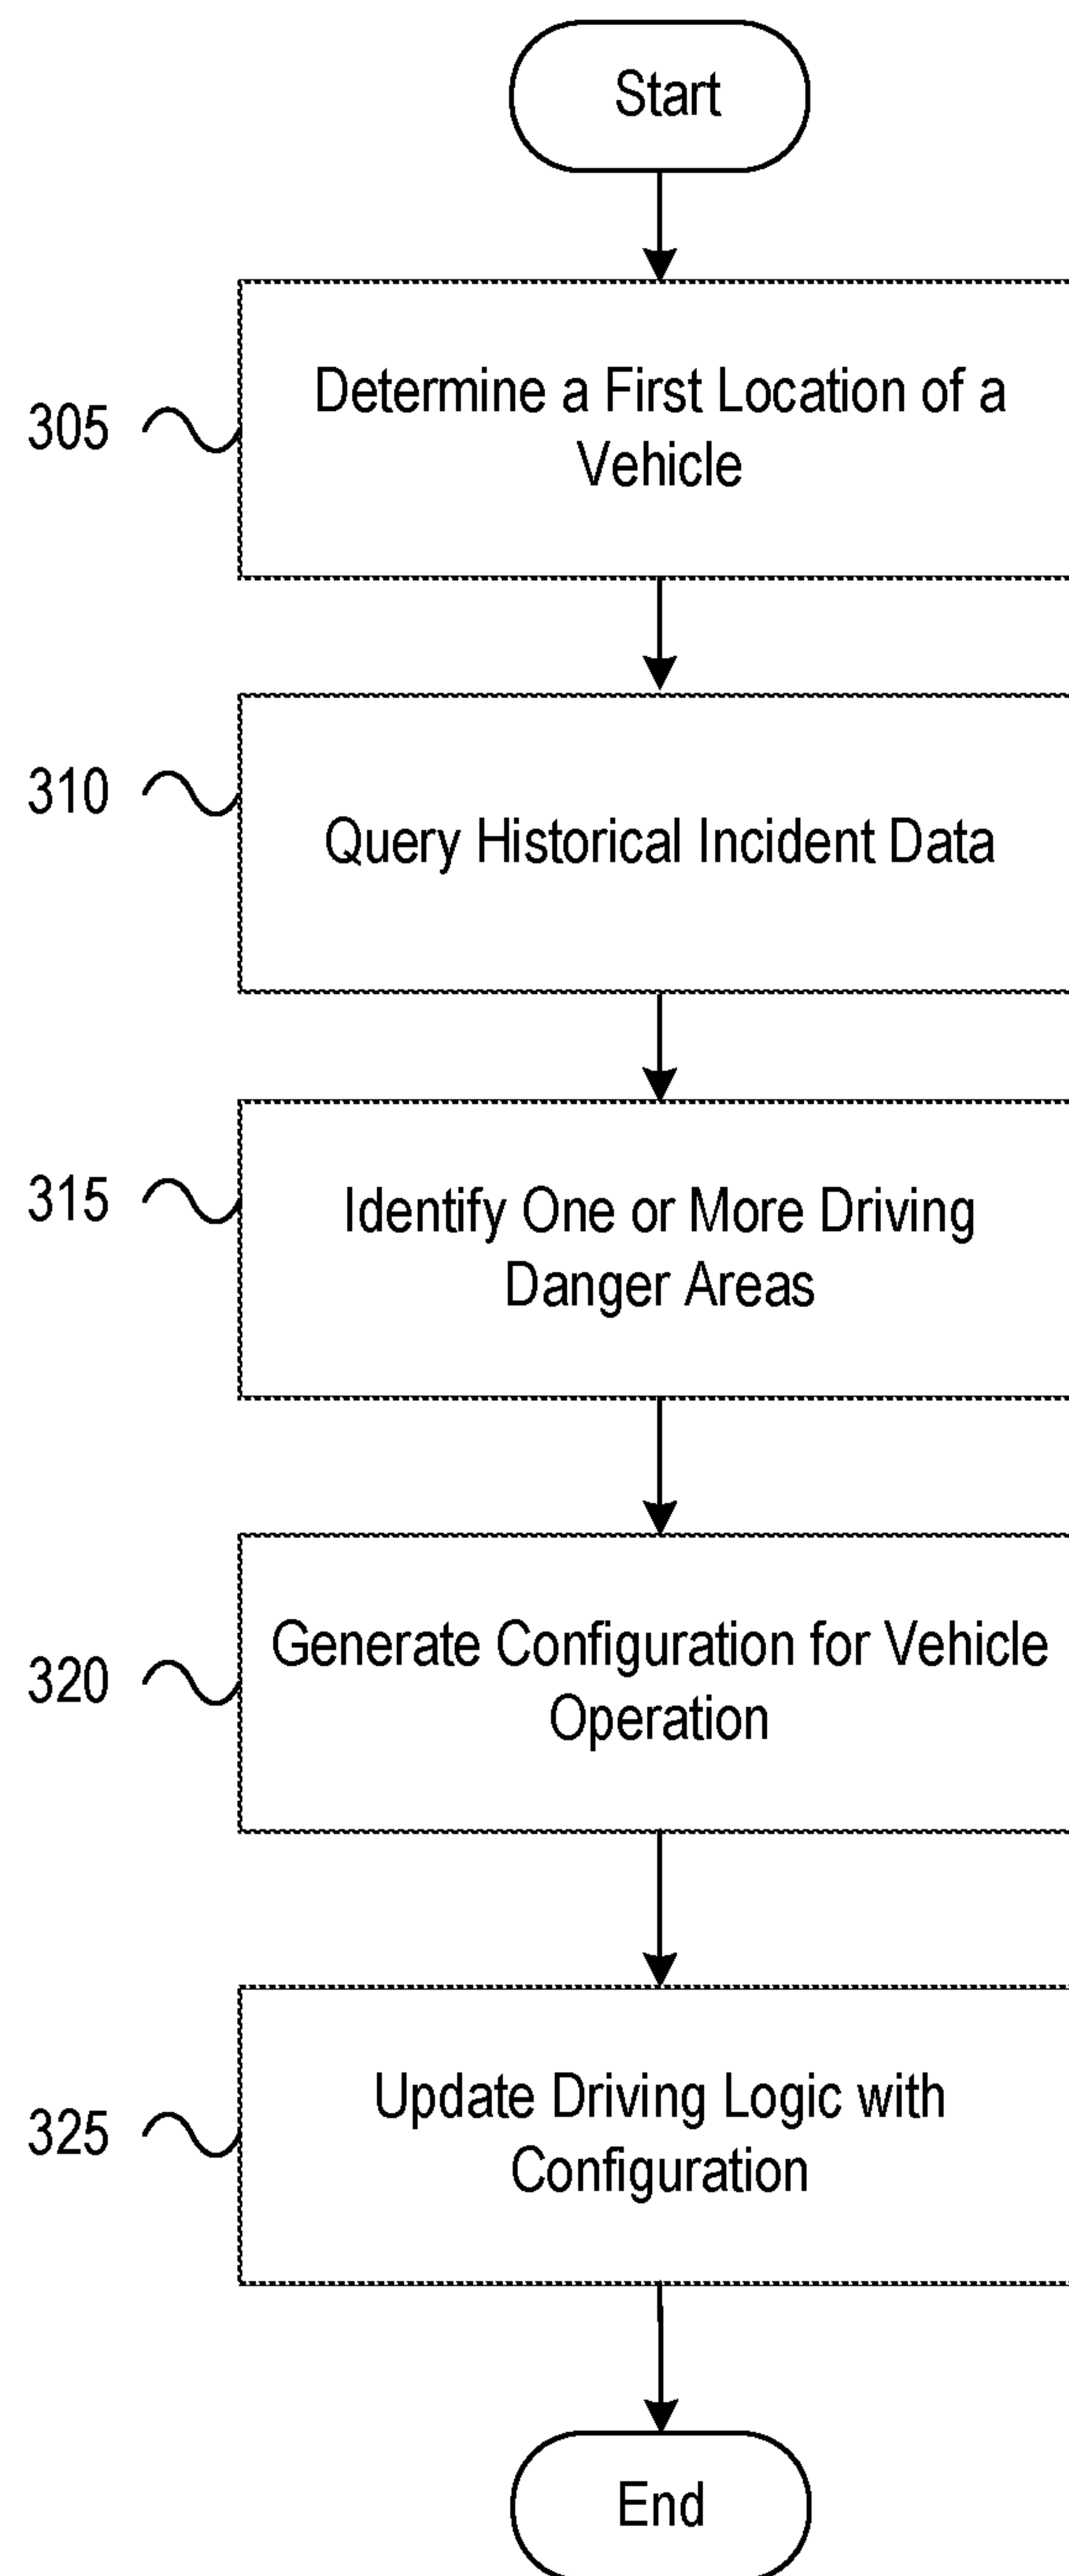 Start
305
Determine a First Location of a
Vehicle
310
Query Historical Incident Data
315
Identify One or More Driving
Danger Areas
320
Generate Configuration for Vehicle
Operation
325
Update Driving Logic with
Configuration
End